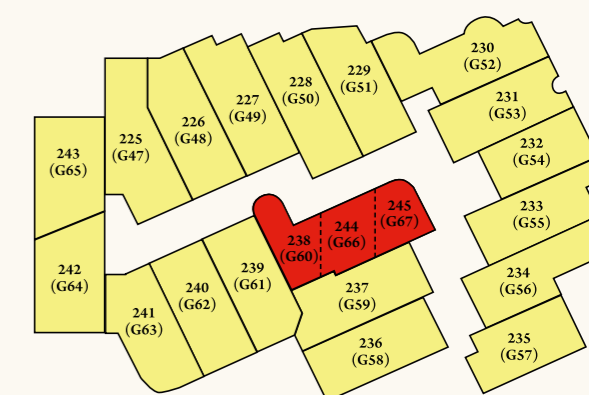 230
(G52)
229
(G51)
228
(G50)
227
(G49)
226
(G48)
225
(G47)
243
(G65)
231
(G53)
232
(G54)
233
(G55)
245
(G67)
244
(G66)
238
(G60)
239
(G61)
240
(G62)
241
(G63)
242
(G64)
237
(G59)
236
(G58)
234
(G56)
235
(G57)